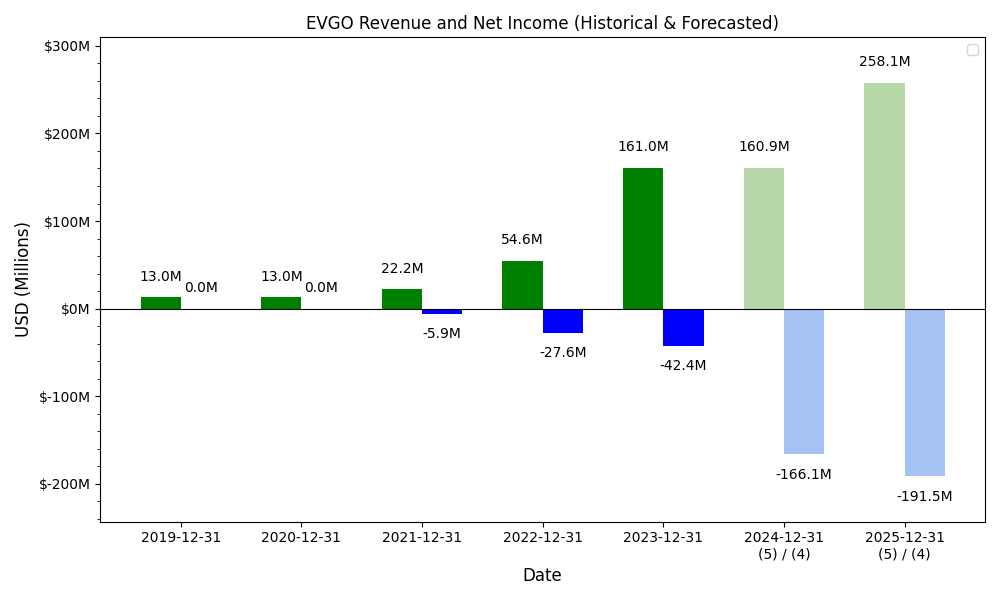 EVGO Revenue and Net Income (Historical & Forecasted)
$300M
$200M
$100M
$0M
$-100M
$-200M
USD (Millions)
13.0M
0.0M
13.0M
0.0M
22.2M
-5.9M
54.6M
-27.6M
161.0M
-42.4M
160.9M
-166.1M
258.1M
-191.5M
2019-12-31
2020-12-31
2021-12-31
2022-12-31
2023-12-31
2024-12-31
(5) / (4)
2025-12-31
(5) / (4)
Date